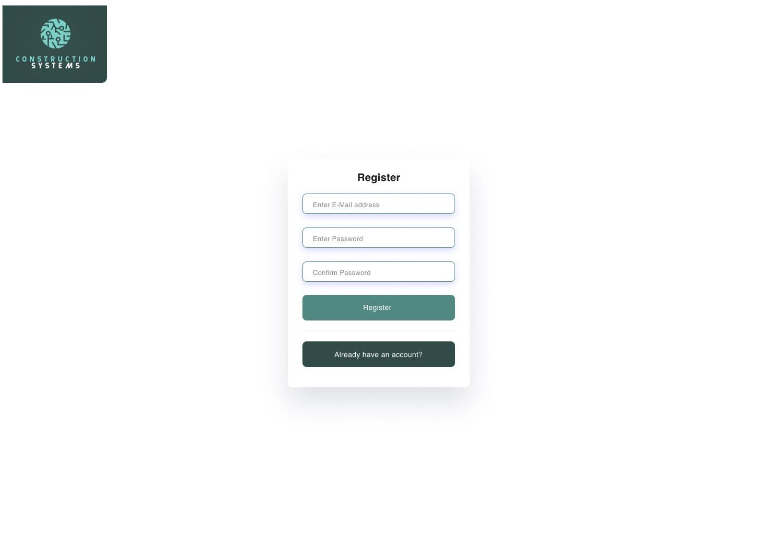 CONSTRUCTION
SYSTEMS
Register
Enter E-Mail address
Enter Password
Confirm Password
Register
Already have an account?